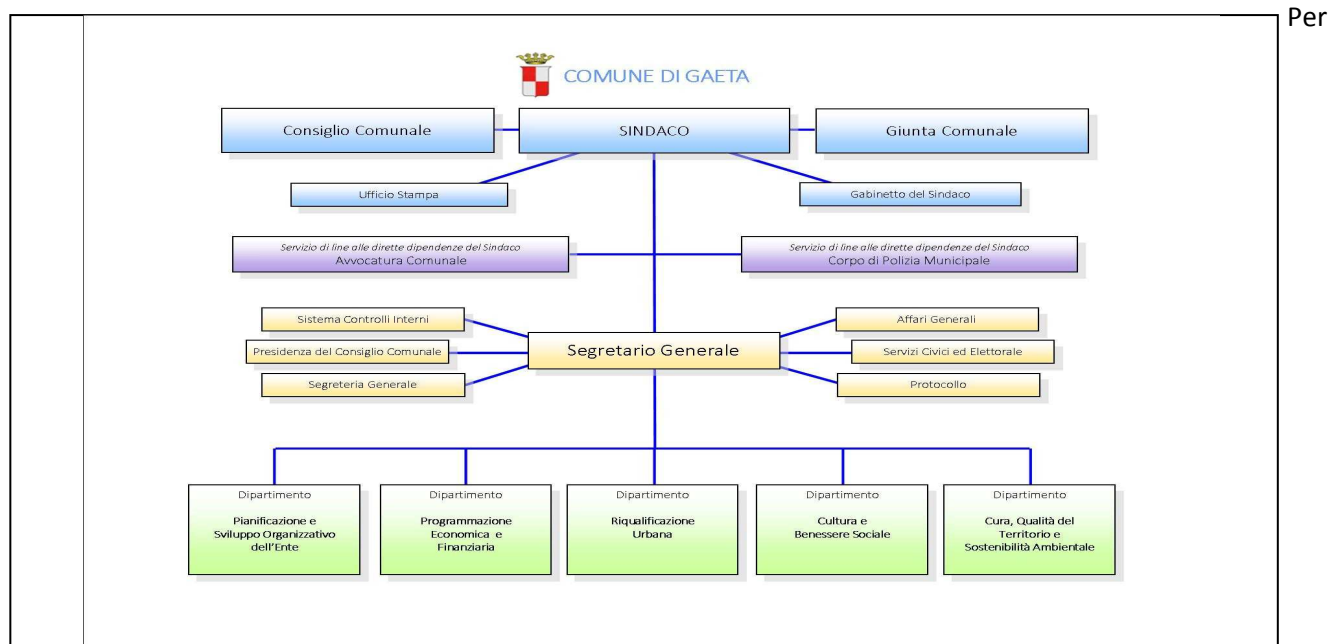 Per
COMUNE DI GAETA
Consiglio Comunale
SINDACO
Giunta Comunale
Ufficio Stampa
Gabinetto del Sindaco
Servizio di line alle dirette dipendenze del Sindaco
Avvocatura Comunale
Servizio di line alle dirette dipendenze del Sindaco
Corpo di Polizia Municipale
Sistema Controlli Interni
Affari Generali
Presidenza del Consiglio Comunale
Segretario Generale
Servizi Civici ed Elettorale
Segreteria Generale
Protocollo
Dipartimento
Pianificazione e
Sviluppo Organizzativo
dell'Ente
Dipartimento
Programmazione
Economica e
Finanziaria
Dipartimento
Riqualificazione
Urbana
Dipartimento
Cultura e
Benessere Sociale
Dipartimento
Cura, Qualità del
Territorio e
Sostenibilità Ambientale